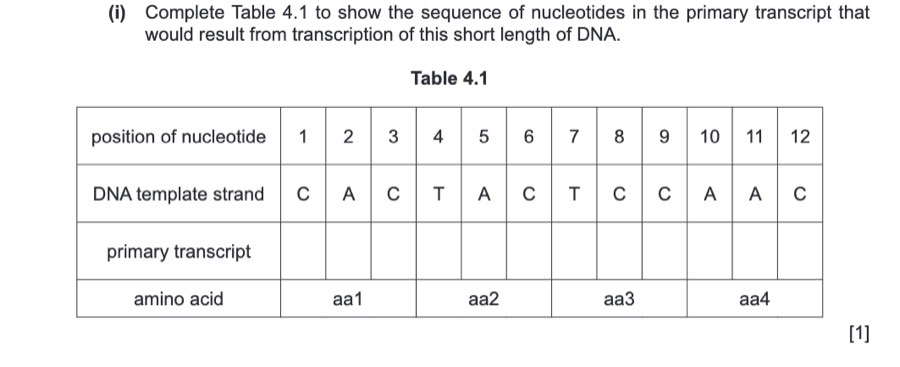 (i) Complete Table 4.1 to show the sequence of nucleotides in the primary transcript that
would result from transcription of this short length of DNA.
Table 4.1
position of nucleotide 1 2 3 4 5 6 7 8 9 10 11 12
DNA template strand C A C T A C T C C A A C
primary transcript
amino acid aa1 aa2 aa3 aa4
[1]